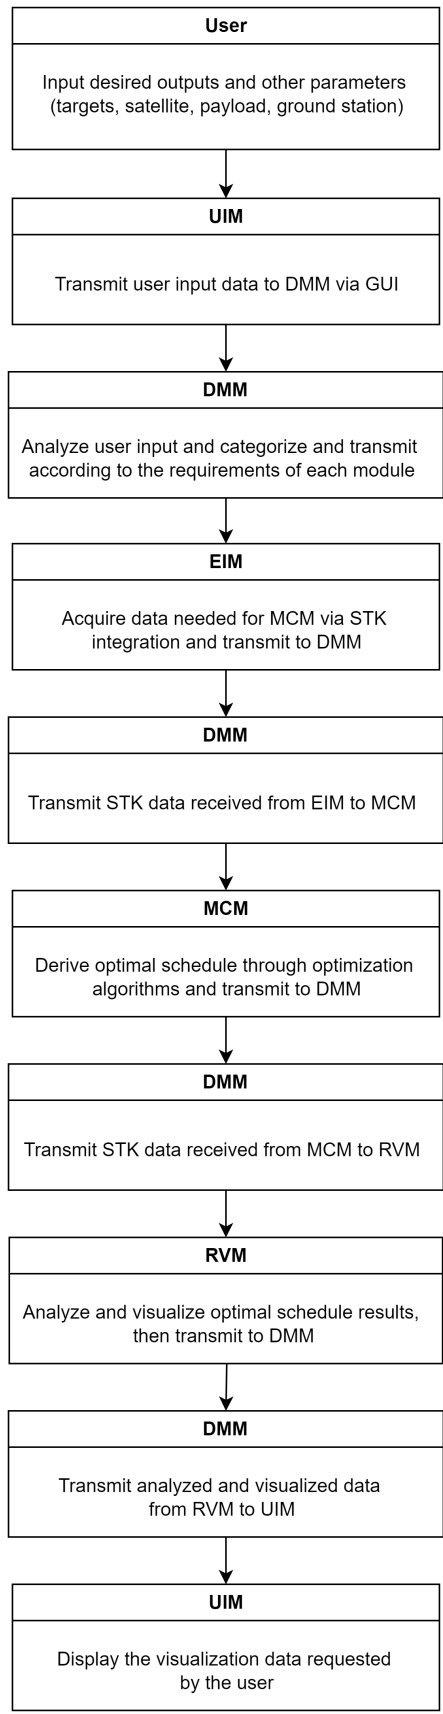 User
Input desired outputs and other parameters
(targets, satellite, payload, ground station)
UIM
Transmit user input data to DMM via GUI
DMM
Analyze user input and categorize and transmit
according to the requirements of each module
EIM
Acquire data needed for MCM via STK
integration and transmit to DMM
DMM
Transmit STK data received from EIM to MCM
MCM
Derive optimal schedule through optimization
algorithms and transmit to DMM
DMM
Transmit STK data received from MCM to RVM
RVM
Analyze and visualize optimal schedule results,
then transmit to DMM
DMM
Transmit analyzed and visualized data
from RVM to UIM
UIM
Display the visualization data requested
by the user